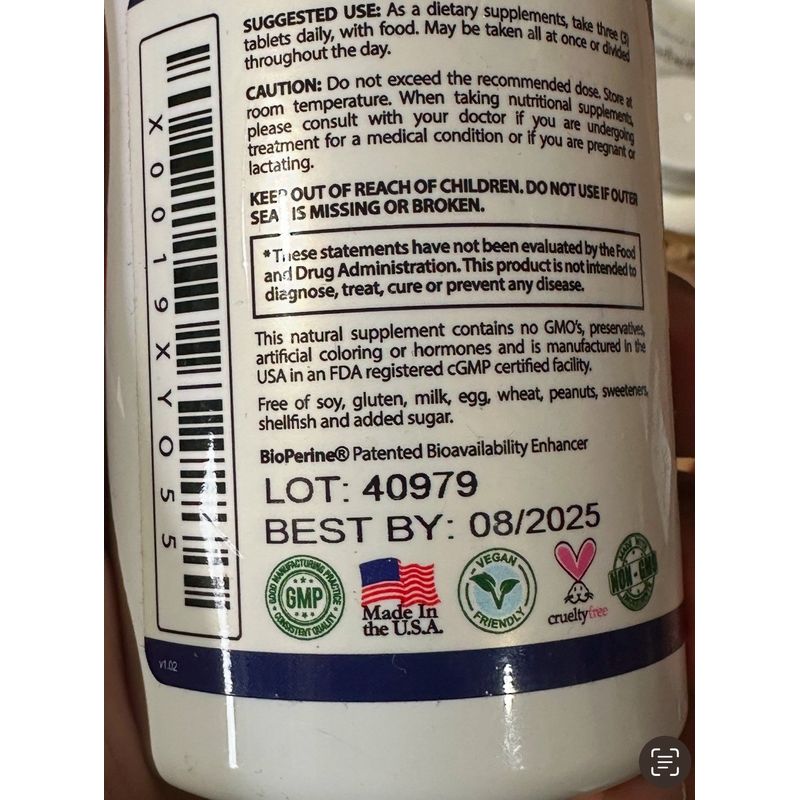 SUGGESTED USE: As a dietary supplements, take three (3)
tablets daily, with food. May be taken all at once or divided
throughout the day.
CAUTION: Do not exceed the recommended dose. Store at
room temperature. When taking nutritional supplements,
please consult with your doctor if you are undergoing
treatment for a medical condition or if you are pregnant or
lactating.
KEEP OUT OF REACH OF CHILDREN. DO NOT USE IF OUTER
SEAL IS MISSING OR BROKEN.
*These statements have not been evaluated by the Food
and Drug Administration. This product is not intended to
diagnose, treat, cure or prevent any disease.
This natural supplement contains no GMO's, preservatives,
artificial coloring or hormones and is manufactured in the
USA in an FDA registered cGMP certified facility.
Free of soy, gluten, milk, egg, wheat, peanuts, sweeteners,
shellfish and added sugar.
BioPerine® Patented Bioavailability Enhancer
LOT: 40979
BEST BY: 08/2025
GOOD MANUFACTURING PRACTICE
GMP
CONSISTENT QUALITY
Made In
the U.S.A.
VEGAN
FRIENDLY
crueltyfree
MADE WITH
NON-GMO
X0019XYO55
v1.02